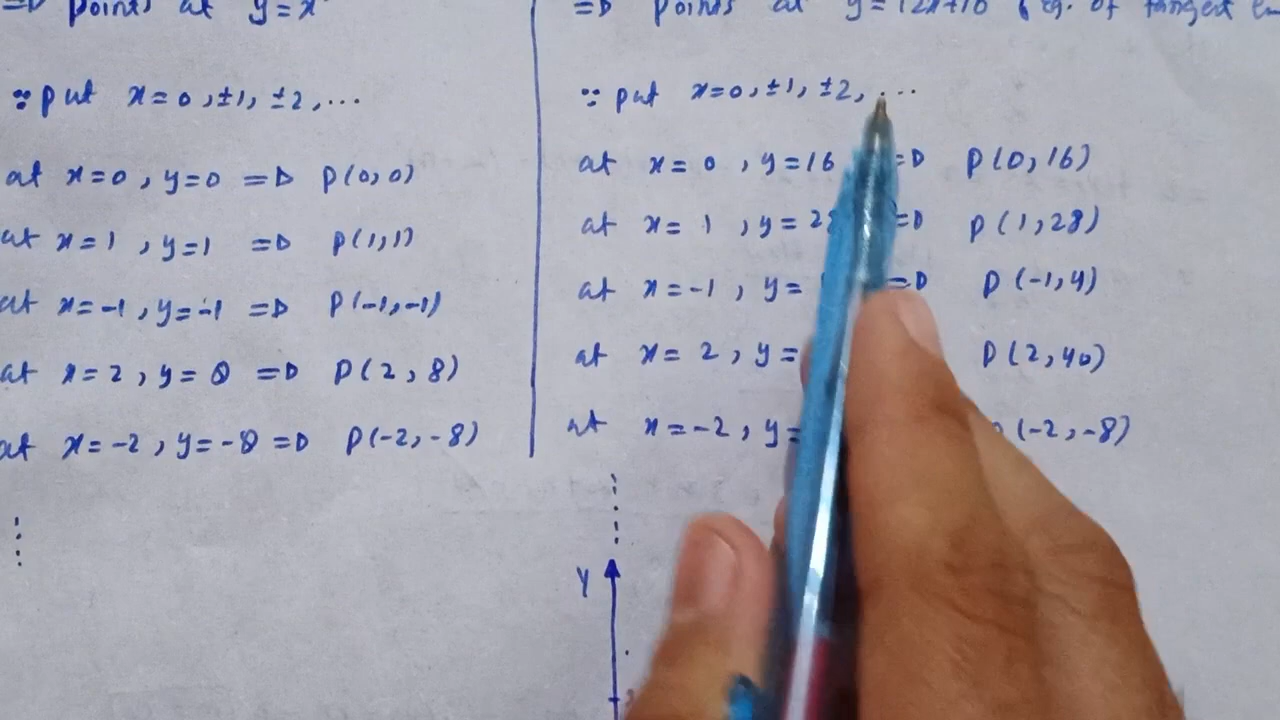 =D points at y=x
∵ put x=0,±1,±2,...
at x=0, y=0 =D P(0,0)
at x=1, y=1 =D P(1,1)
at x=-1, y=-1 =D P(-1,-1)
at x=2, y=8 =D P(2,8)
at x=-2, y=-8 =D P(-2,-8)
=D points at y=12x+16 eq. of tangent
∵ put x=0,±1,±2,...
at x=0, y=16 =D P(0,16)
at x=1, y=28 =D P(1,28)
at x=-1, y= =D P(-1,4)
at x=2, y= P(2,40)
at x=-2, y= (-2,-8)
Y